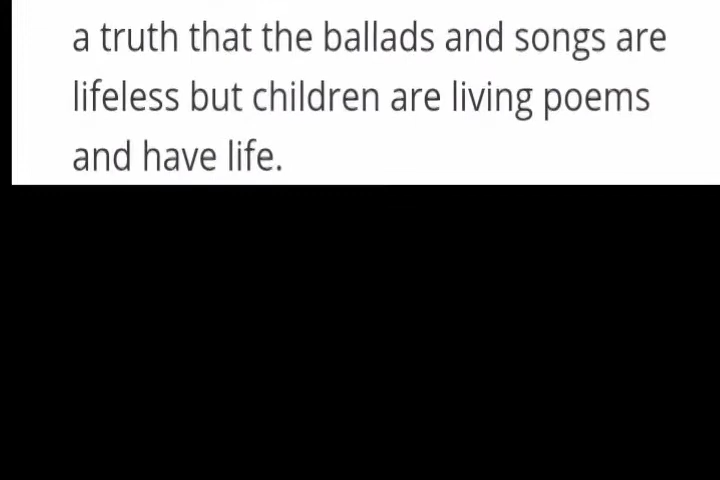 a truth that the ballads and songs are
lifeless but children are living poems
and have life.